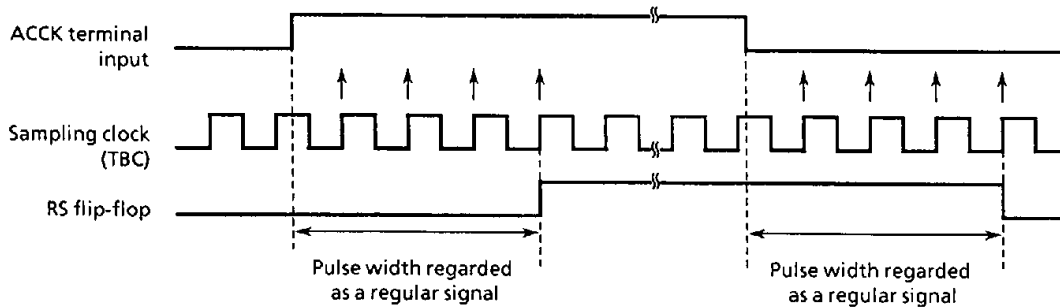 ACCK terminal
input
Sampling clock
(TBC)
RS flip-flop
Pulse width regarded
as a regular signal
Pulse width regarded
as a regular signal